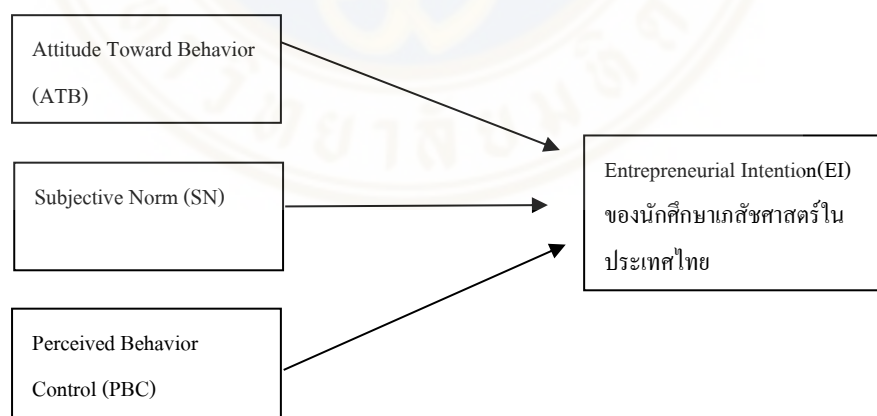 Attitude Toward Behavior
(ATB)
Subjective Norm (SN)
Entrepreneurial Intention(EI)
ของนักศึกษาเภสัชศาสตร์ใน
ประเทศไทย
Perceived Behavior
Control (PBC)